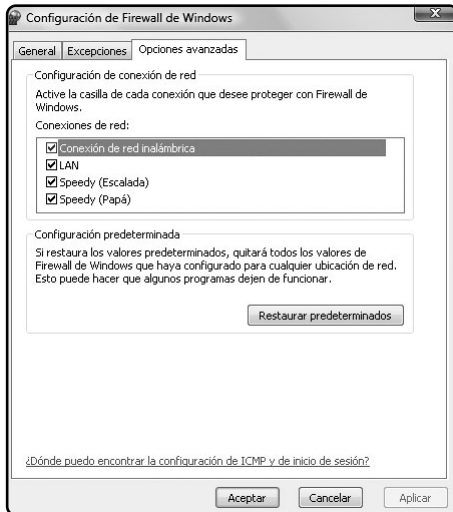 Configuración de Firewall de Windows
General Excepciones Opciones avanzadas
Configuración de conexión de red
Active la casilla de cada conexión que desee proteger con Firewall de
Windows.
Conexiones de red:
Conexión de red inalámbrica
LAN
Speedy (Escalada)
Speedy (Papá)
Configuración predeterminada
Si restaura los valores predeterminados, quitará todos los valores de
Firewall de Windows que haya configurado para cualquier ubicación de red.
Esto puede hacer que algunos programas dejen de funcionar.
Restaurar predeterminados
¿Dónde puedo encontrar la configuración de ICMP y de inicio de sesión?
Aceptar Cancelar Aplicar